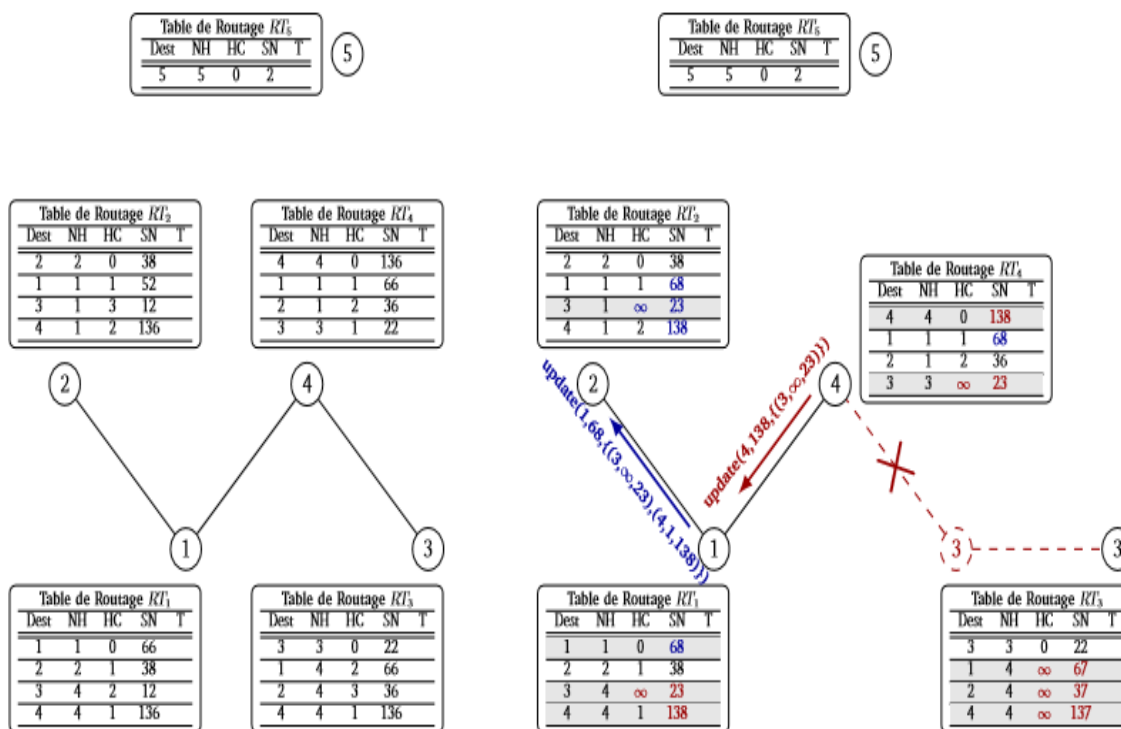 Table de Routage RT₅
Dest NH HC SN T
5 5 0 2
5
Table de Routage RT₅
Dest NH HC SN T
5 5 0 2
5
Table de Routage RT₂
Dest NH HC SN T
2 2 0 38
1 1 1 52
3 1 3 12
4 1 2 136
Table de Routage RT₄
Dest NH HC SN T
4 4 0 136
1 1 1 66
2 1 2 36
3 3 1 22
Table de Routage RT₂
Dest NH HC SN T
2 2 0 38
1 1 1 68
3 1 ∞ 23
4 1 2 138
Table de Routage RT₄
Dest NH HC SN T
4 4 0 138
1 1 1 68
2 1 2 36
3 3 ∞ 23
2
4
2
4
update(4,138,{(3,∞,23)})
update(1,68,{(3,∞,23),(4,1,138)})
1
3
1
3
3
Table de Routage RT₁
Dest NH HC SN T
1 1 0 66
2 2 1 38
3 4 2 12
4 4 1 136
Table de Routage RT₃
Dest NH HC SN T
3 3 0 22
1 4 2 66
2 4 3 36
4 4 1 136
Table de Routage RT₁
Dest NH HC SN T
1 1 0 68
2 2 1 38
3 4 ∞ 23
4 4 1 138
Table de Routage RT₃
Dest NH HC SN T
3 3 0 22
1 4 ∞ 67
2 4 ∞ 37
4 4 ∞ 137